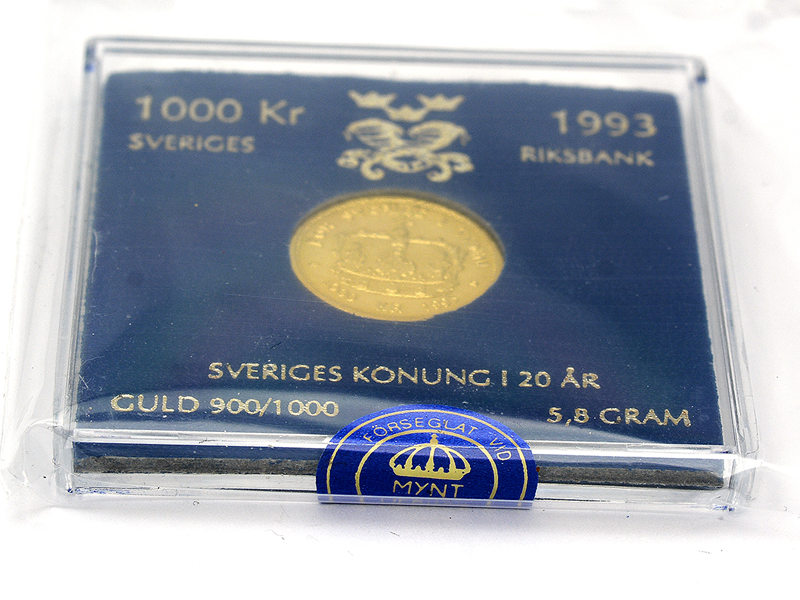 1000 Kr
SVERIGES
1993
RIKSBANK
SVERIGES KONUNG I 20 ÅR
GULD 900/1000
5,8 GRAM
FÖRSEGLAT VID
MYNT